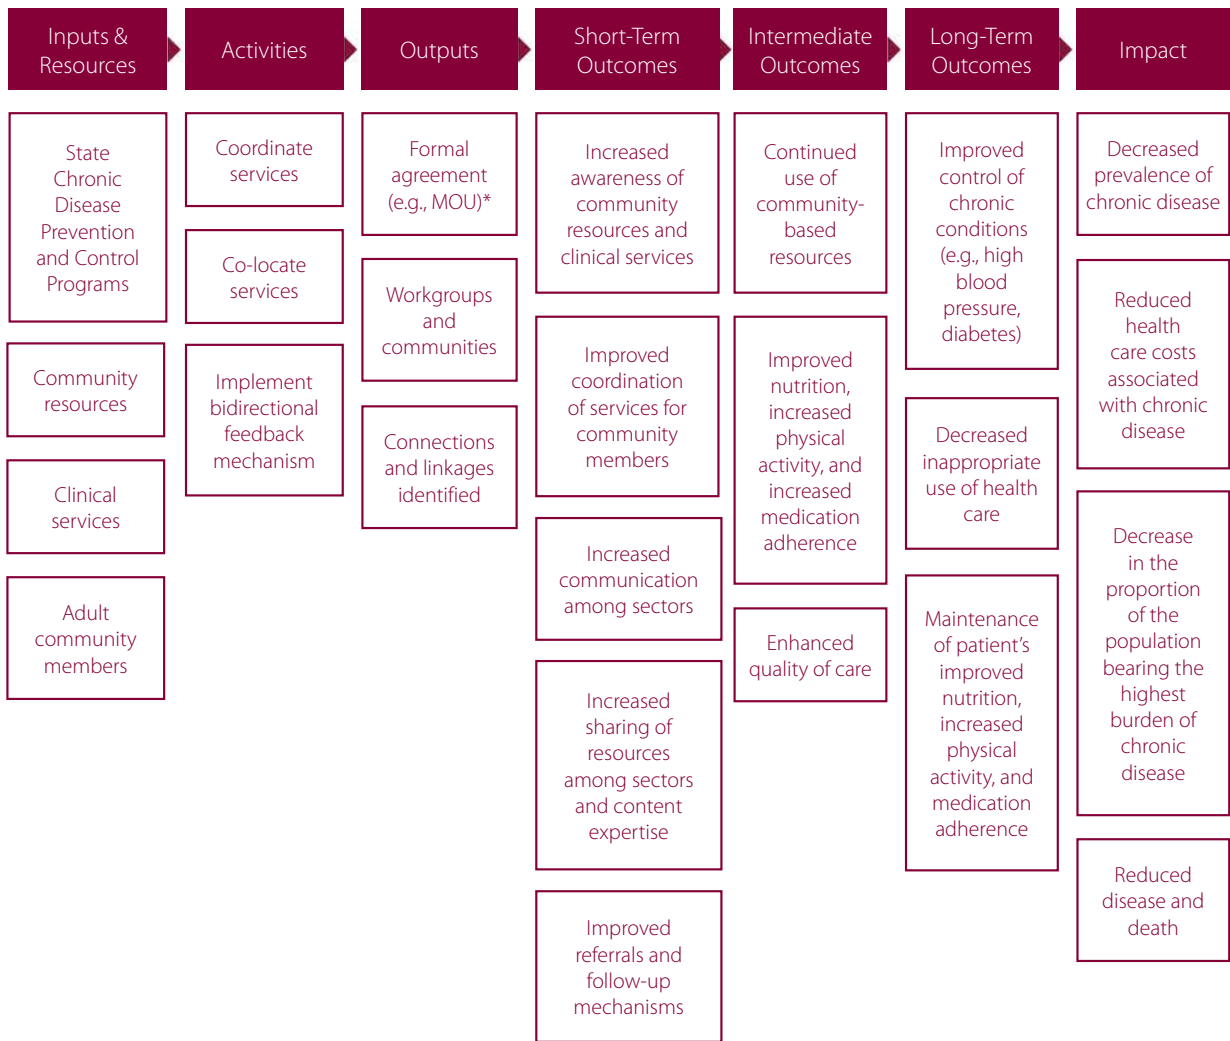 Inputs &
Resources
Activities
Outputs
Short-Term
Outcomes
Intermediate
Outcomes
Long-Term
Outcomes
Impact
State
Chronic
Disease
Prevention
and Control
Programs
Community
resources
Clinical
services
Adult
community
members
Coordinate
services
Co-locate
services
Implement
bidirectional
feedback
mechanism
Formal
agreement
(e.g., MOU)*
Workgroups
and
communities
Connections
and linkages
identified
Increased
awareness of
community
resources and
clinical services
Improved
coordination
of services for
community
members
Increased
communication
among sectors
Increased
sharing of
resources
among sectors
and content
expertise
Improved
referrals and
follow-up
mechanisms
Continued
use of
community-
based
resources
Improved
nutrition,
increased
physical
activity, and
increased
medication
adherence
Enhanced
quality of care
Improved
control of
chronic
conditions
(e.g., high
blood
pressure,
diabetes)
Decreased
inappropriate
use of health
care
Maintenance
of patient’s
improved
nutrition,
increased
physical
activity, and
medication
adherence
Decreased
prevalence of
chronic disease
Reduced
health
care costs
associated
with chronic
disease
Decrease
in the
proportion
of the
population
bearing the
highest
burden of
chronic
disease
Reduced
disease and
death